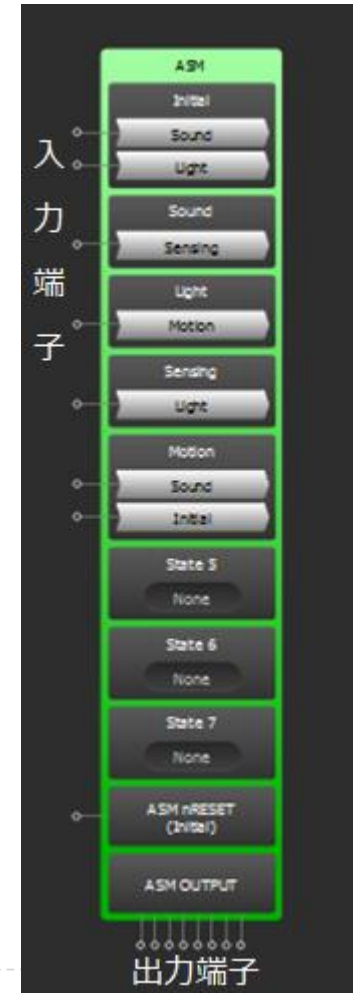 ASM
Initial
Sound
Light
Sound
Sensing
Light
Motion
Sensing
Light
Motion
Sound
Initial
State 5
None
State 6
None
State 7
None
ASM nRESET
(Initial)
ASM OUTPUT
入力端子
出力端子